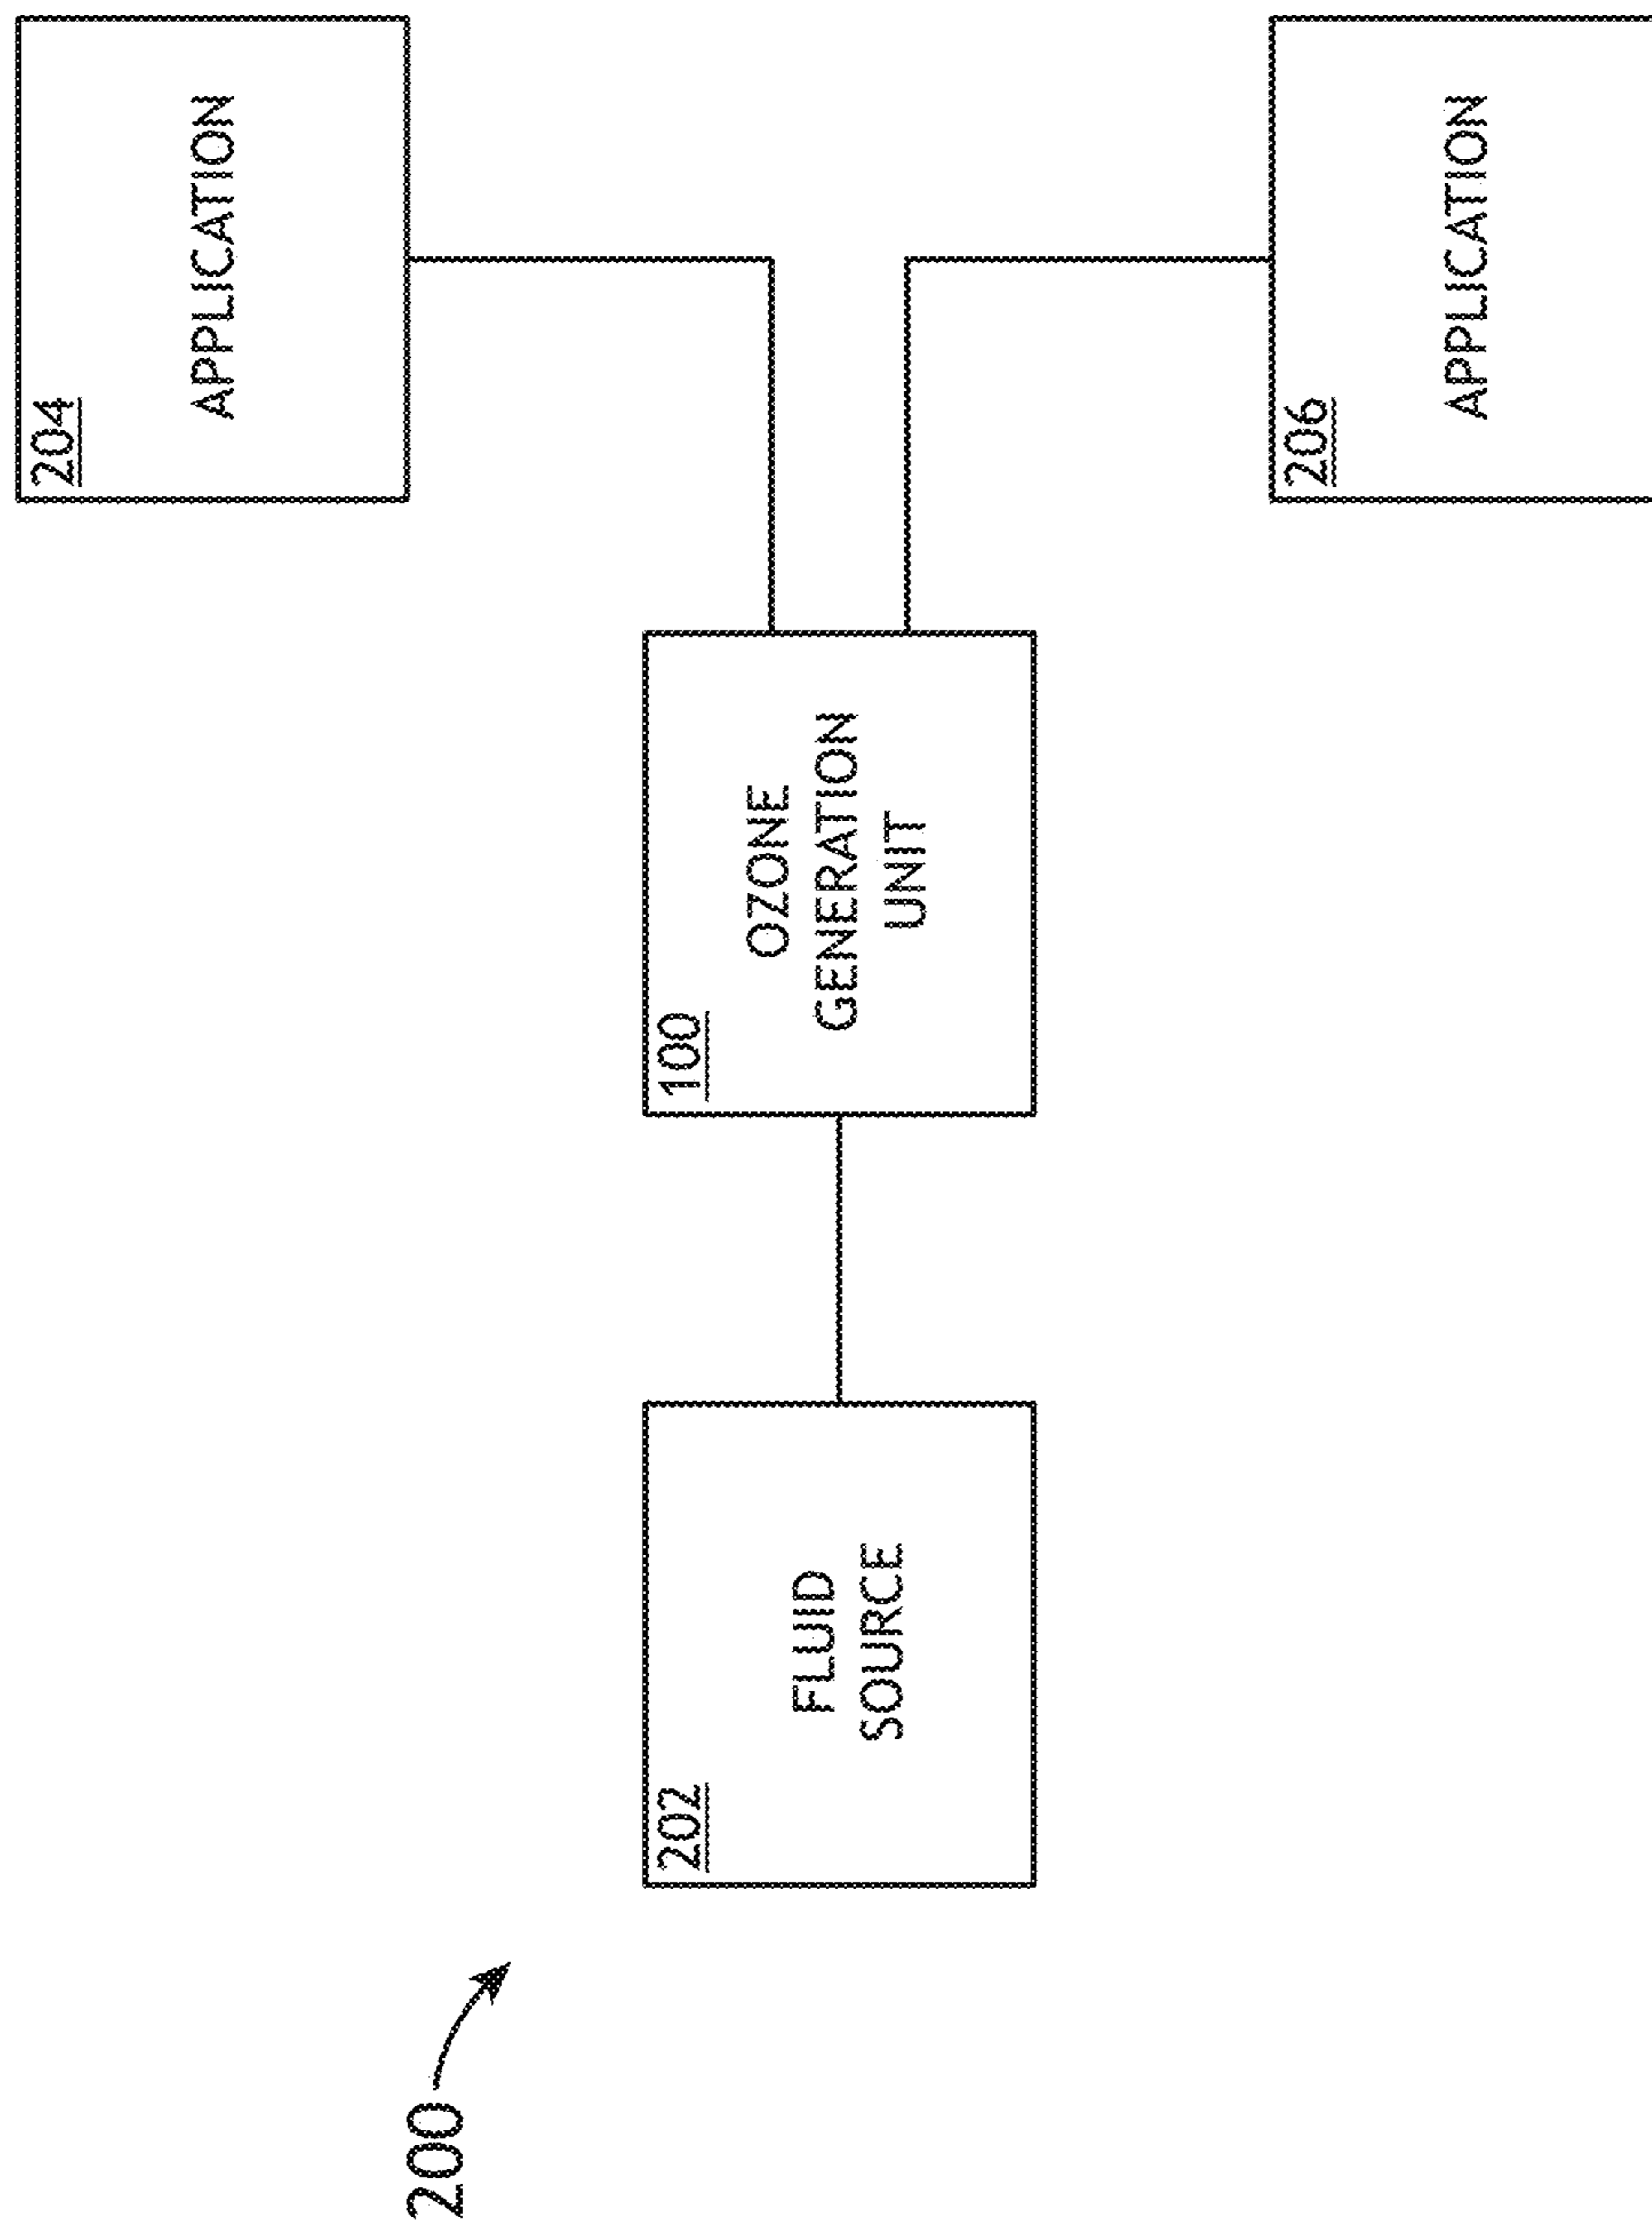 200
202
FLUID
SOURCE
100
OZONE
GENERATION
UNIT
204
APPLICATION
206
APPLICATION